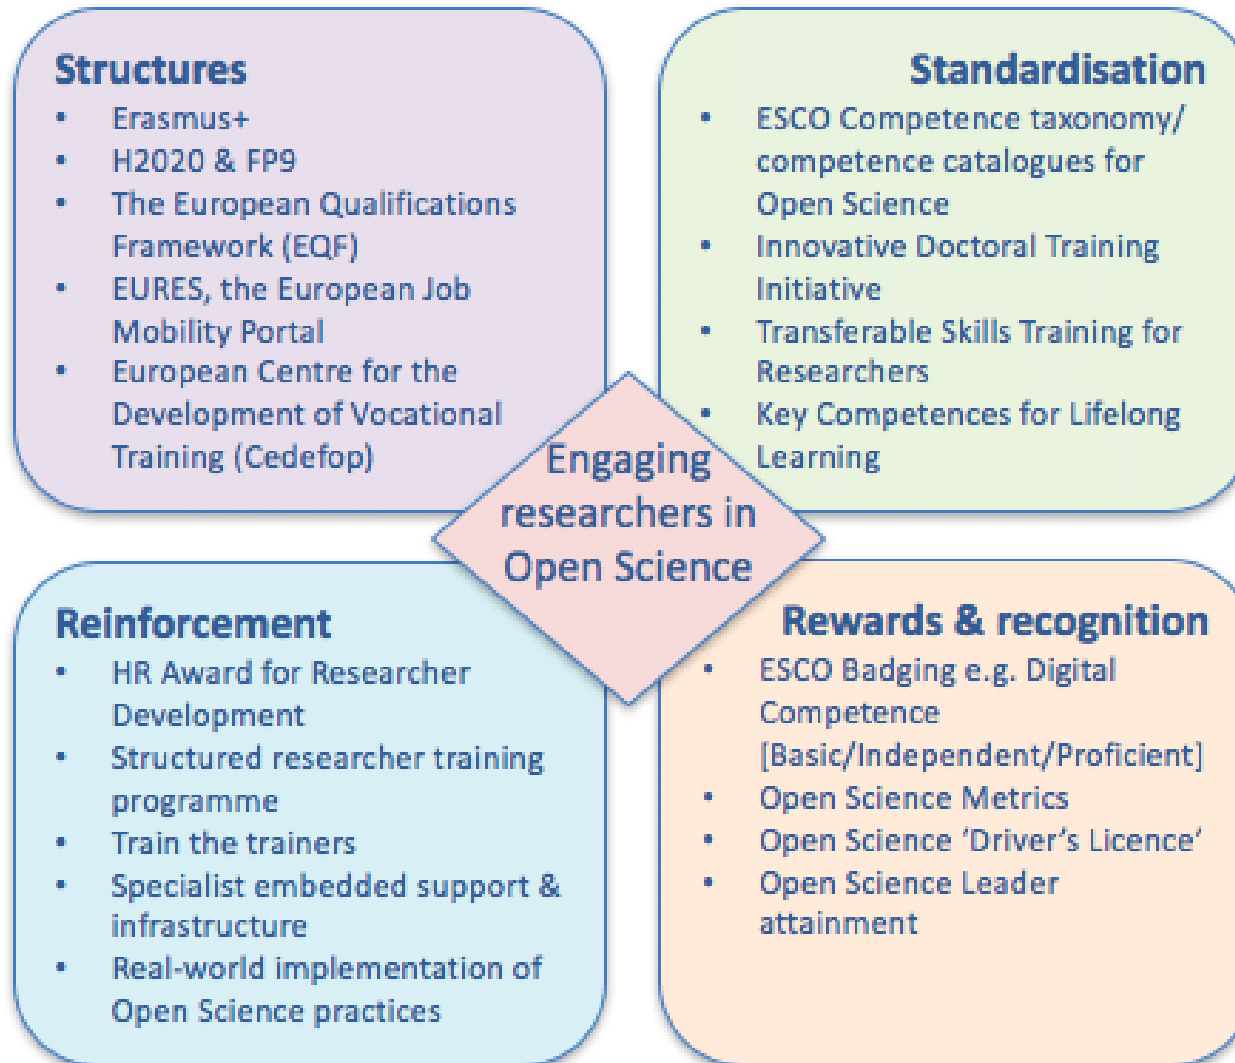 Structures
• Erasmus+
• H2020 & FP9
• The European Qualifications
Framework (EQF)
• EURES, the European Job
Mobility Portal
• European Centre for the
Development of Vocational
Training (Cedefop)
Standardisation
• ESCO Competence taxonomy/
competence catalogues for
Open Science
• Innovative Doctoral Training
Initiative
• Transferable Skills Training for
Researchers
• Key Competences for Lifelong
Learning
Engaging
researchers in
Open Science
Reinforcement
• HR Award for Researcher
Development
• Structured researcher training
programme
• Train the trainers
• Specialist embedded support &
infrastructure
• Real-world implementation of
Open Science practices
Rewards & recognition
• ESCO Badging e.g. Digital
Competence
[Basic/Independent/Proficient]
• Open Science Metrics
• Open Science ‘Driver’s Licence’
• Open Science Leader
attainment